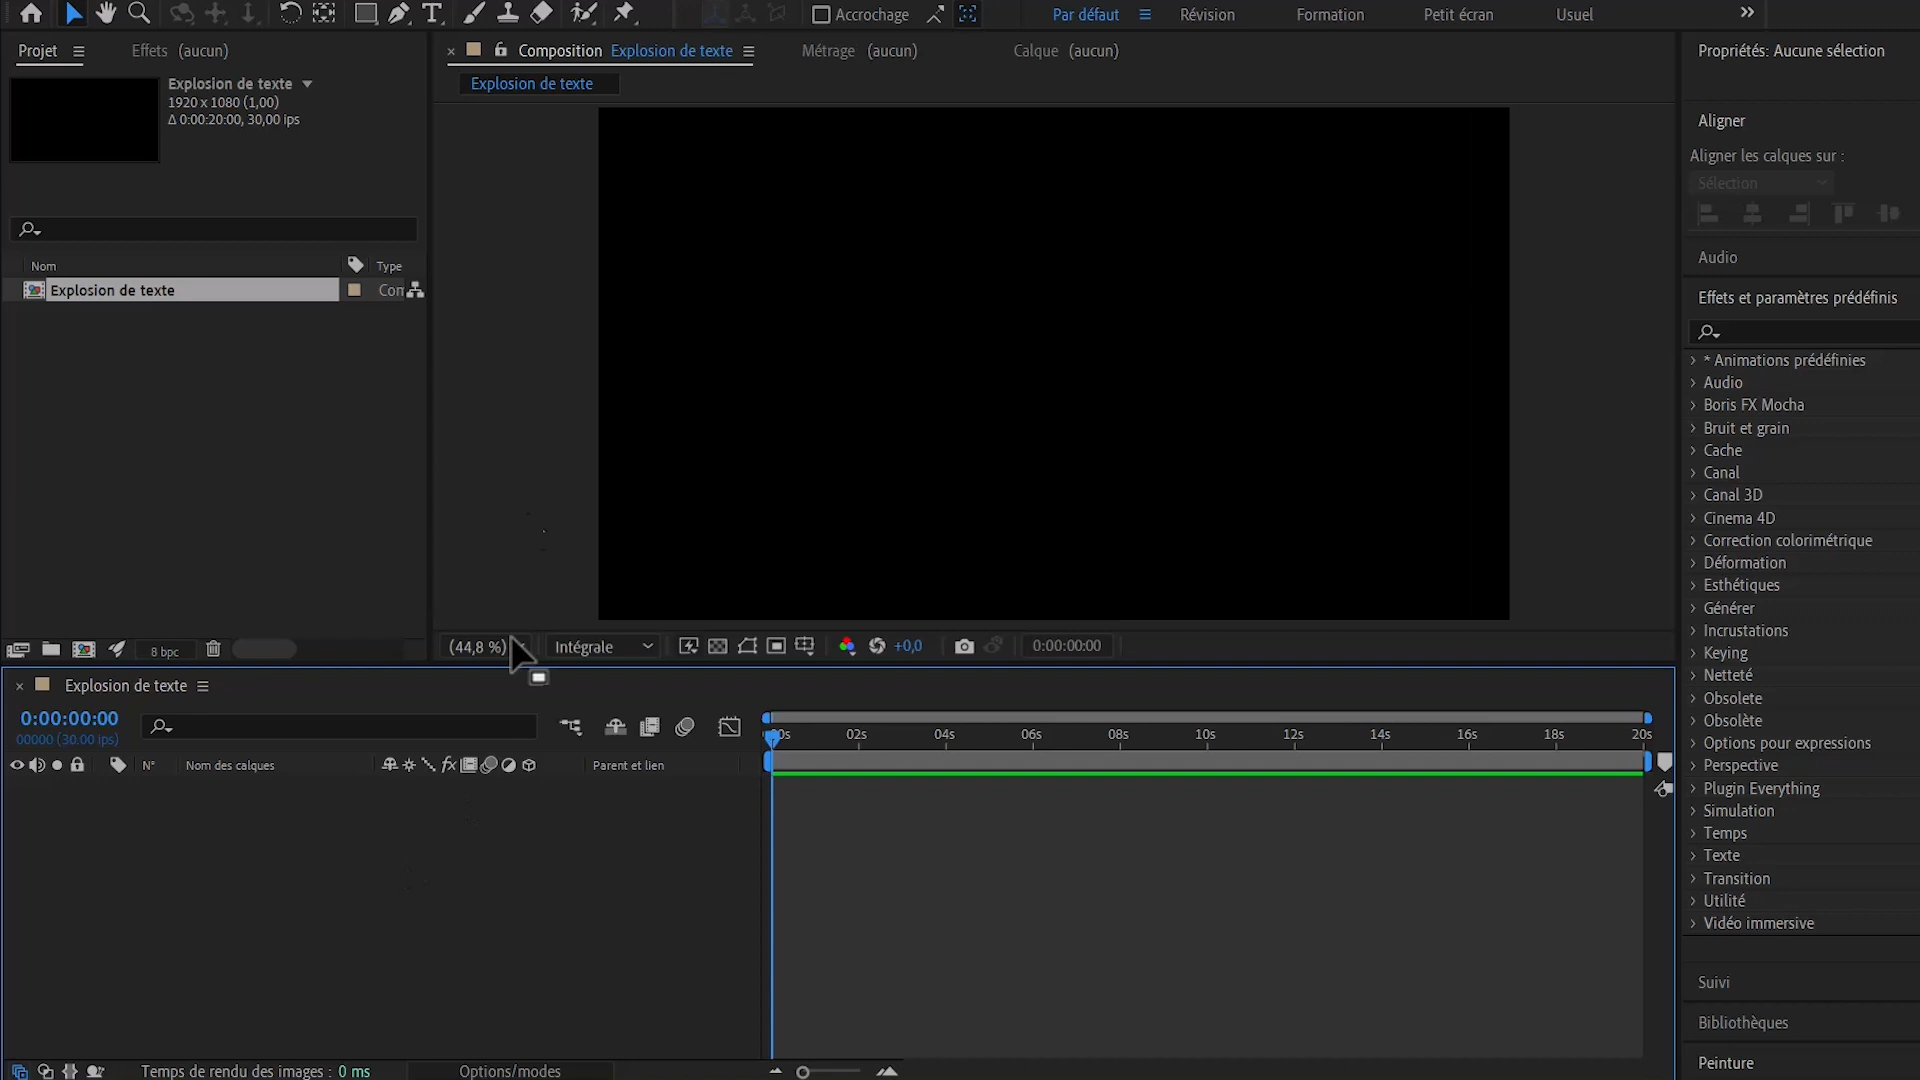 Accrochage
Par défaut
Révision
Formation
Petit écran
Usuel
Projet
Effets (aucun)
Composition Explosion de texte
Métrage (aucun)
Calque (aucun)
Propriétés: Aucune sélection
Explosion de texte
1920 x 1080 (1,00)
Δ 0:00:20:00, 30,00 ips
Explosion de texte
Aligner
Aligner les calques sur :
Sélection
Audio
Effets et paramètres prédéfinis
Nom
Type
Explosion de texte
Con
* Animations prédéfinies
Audio
Boris FX Mocha
Bruit et grain
Cache
Canal
Canal 3D
Cinema 4D
Correction colorimétrique
Déformation
Esthétiques
Générer
Incrustations
Keying
Netteté
Obsolete
Obsolète
Options pour expressions
Perspective
Plugin Everything
Simulation
Temps
Texte
Transition
Utilité
Vidéo immersive
Suivi
Bibliothèques
Peinture
8 bpc
(44,8 %)
Intégrale
+0,0
0:00:00:00
Explosion de texte
0:00:00:00
00000 (30.00 ips)
00s 02s 04s 06s 08s 10s 12s 14s 16s 18s 20s
N°
Nom des calques
Parent et lien
Temps de rendu des images : 0 ms
Options/modes